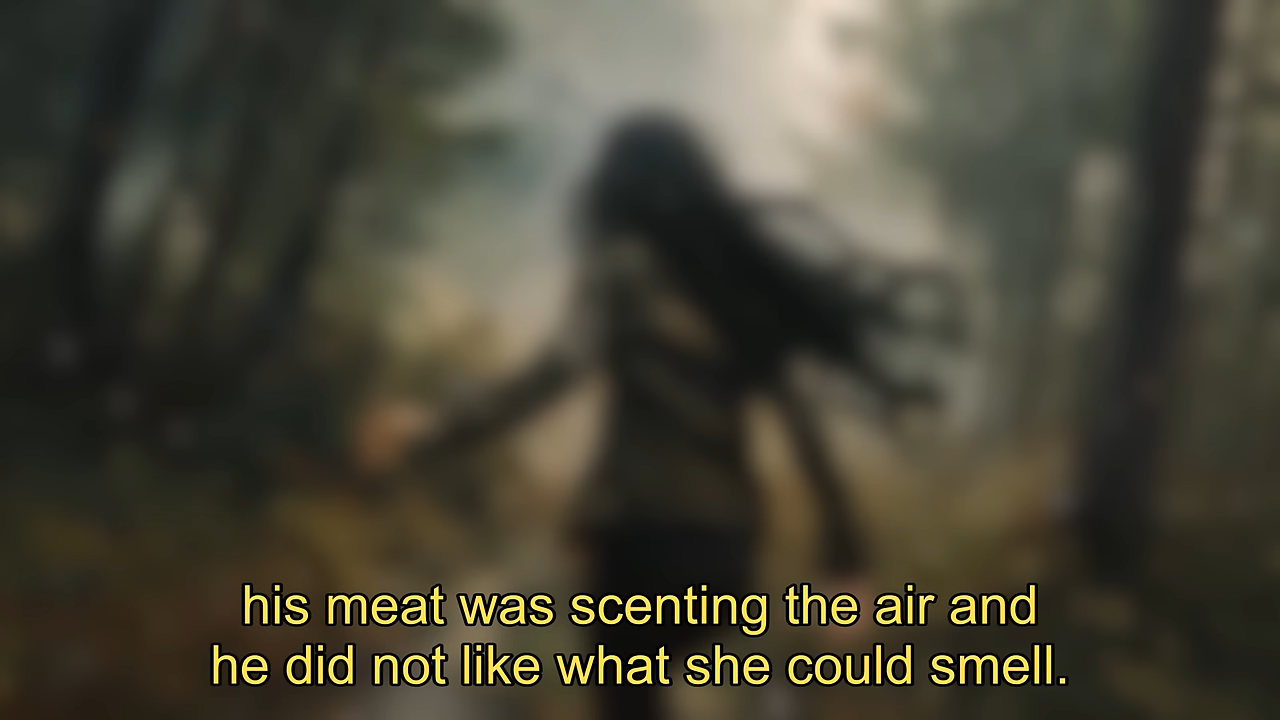 his meat was scenting the air and
he did not like what she could smell.